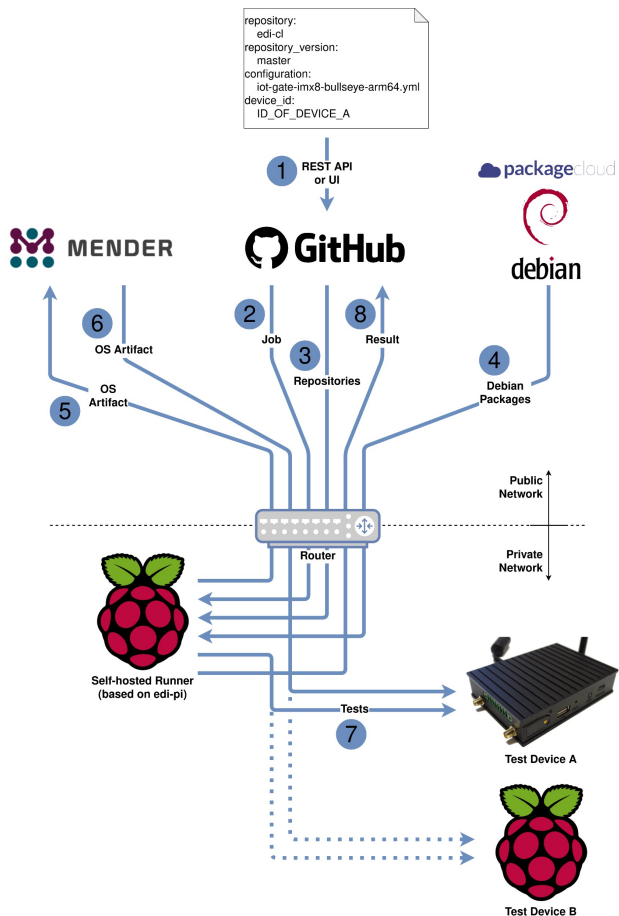 repository:
edi-cl
repository_version:
master
configuration:
iot-gate-imx8-bullseye-arm64.yml
device_id:
ID_OF_DEVICE_A
1
REST API
or UI
packagecloud
MENDER
GitHub
debian
6
OS Artifact
2
Job
3
Repositories
8
Result
4
Debian
Packages
OS
Artifact
5
Public
Network
Router
Private
Network
Self-hosted Runner
(based on edi-pi)
Tests
7
Test Device A
Test Device B